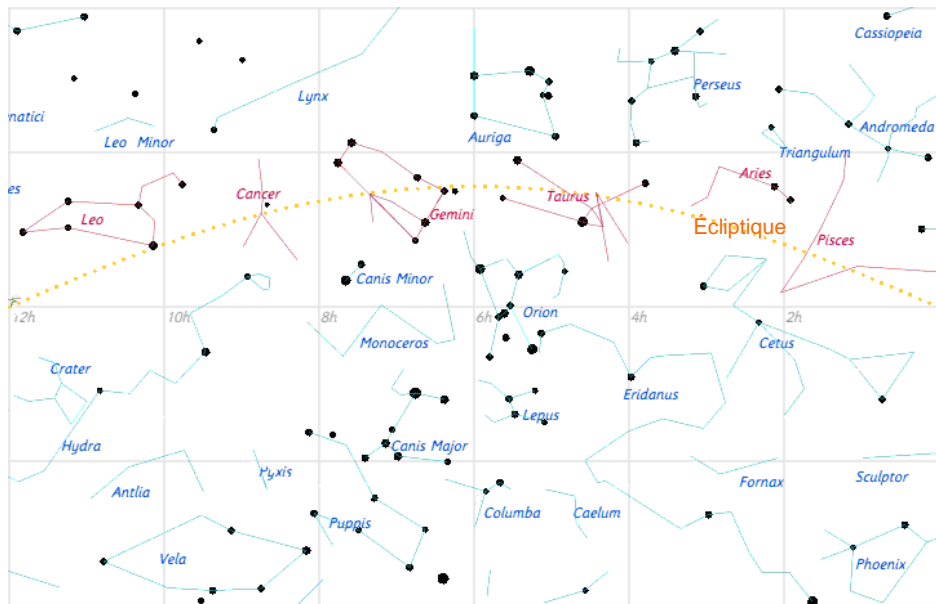 Cassiopeia
Perseus
Lynx
natici
Andromeda
Auriga
Leo Minor
Triangulum
Aries
es
Cancer
Taurus
Leo
Gemini
Écliptique
Pisces
Canis Minor
12h
10h
8h
6h
Orion
4h
2h
Monoceros
Cetus
Crater
Eridanus
Lepus
Hydra
Canis Major
Pyxis
Fornax
Sculptor
Antlia
Columba
Caelum
Puppis
Vela
Phoenix